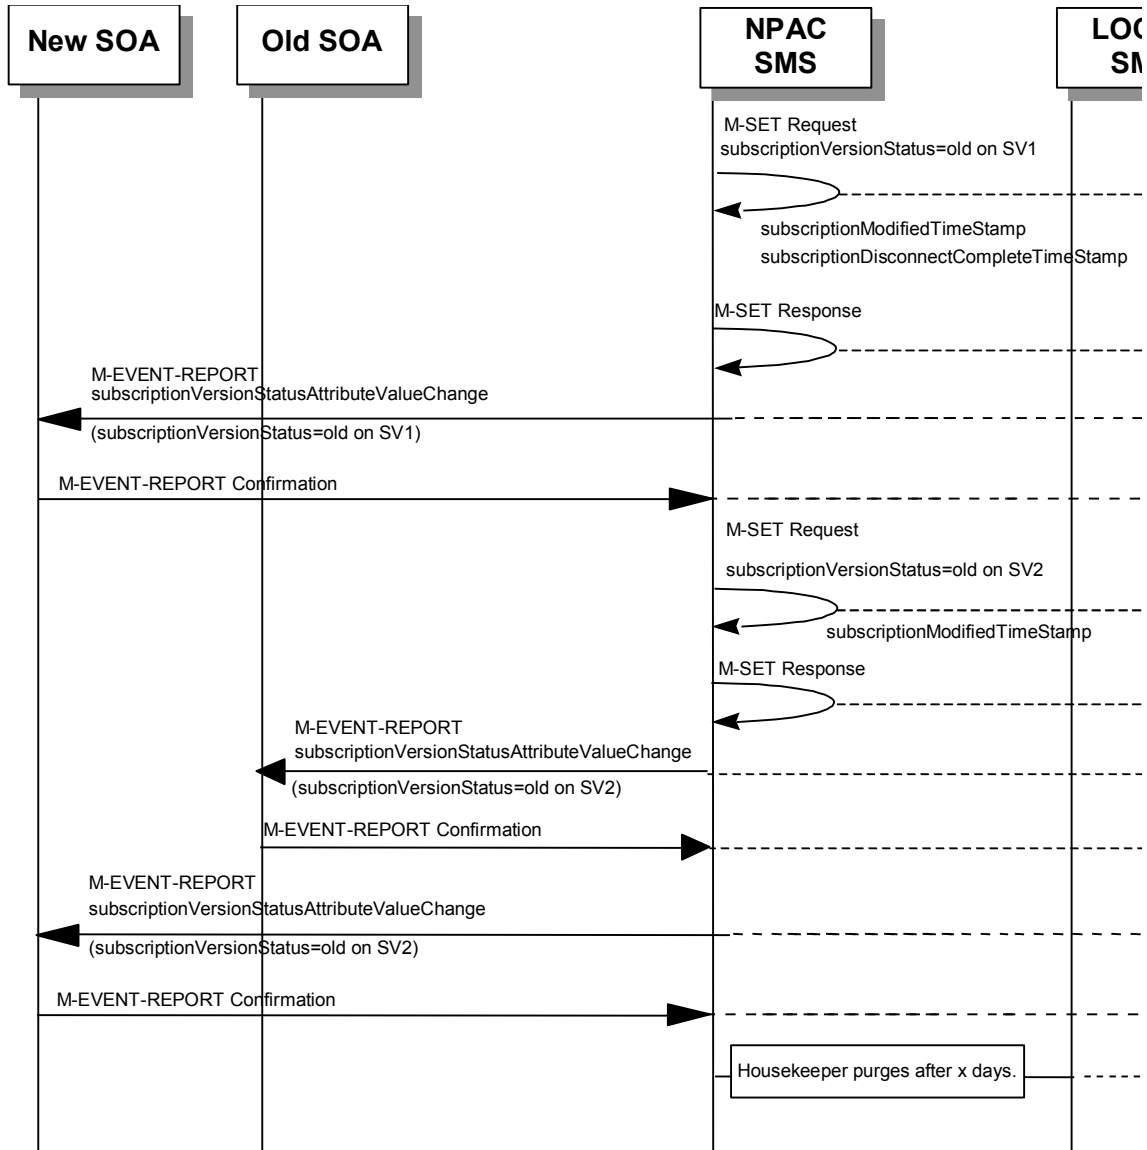 New SOA
Old SOA
NPAC
SMS
M-SET Request
subscriptionVersionStatus=old on SV1
subscriptionModifiedTimeStamp
subscriptionDisconnectCompleteTimeStamp
M-SET Response
M-EVENT-REPORT
subscriptionVersionStatusAttributeValueChange
(subscriptionVersionStatus=old on SV1)
M-EVENT-REPORT Confirmation
M-SET Request
subscriptionVersionStatus=old on SV2
subscriptionModifiedTimeStamp
M-SET Response
M-EVENT-REPORT
subscriptionVersionStatusAttributeValueChange
(subscriptionVersionStatus=old on SV2)
M-EVENT-REPORT Confirmation
M-EVENT-REPORT
subscriptionVersionStatusAttributeValueChange
(subscriptionVersionStatus=old on SV2)
M-EVENT-REPORT Confirmation
Housekeeper purges after x days.